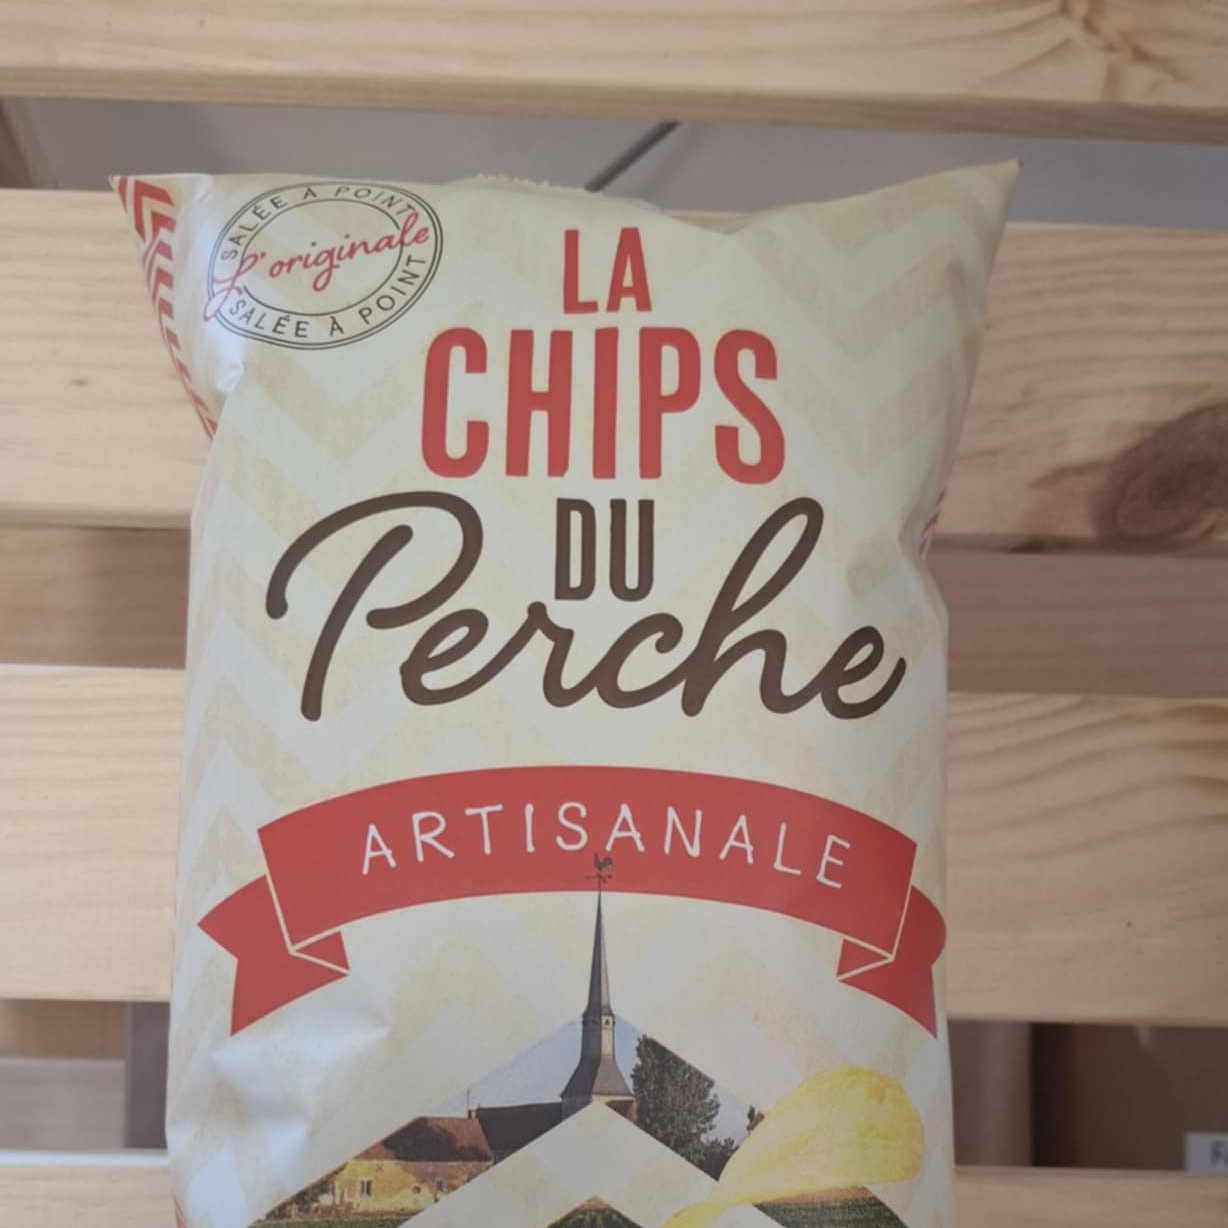 SALÉE À POINT
L'originale
SALÉE À POINT
LA
CHIPS
DU
Perche
ARTISANALE